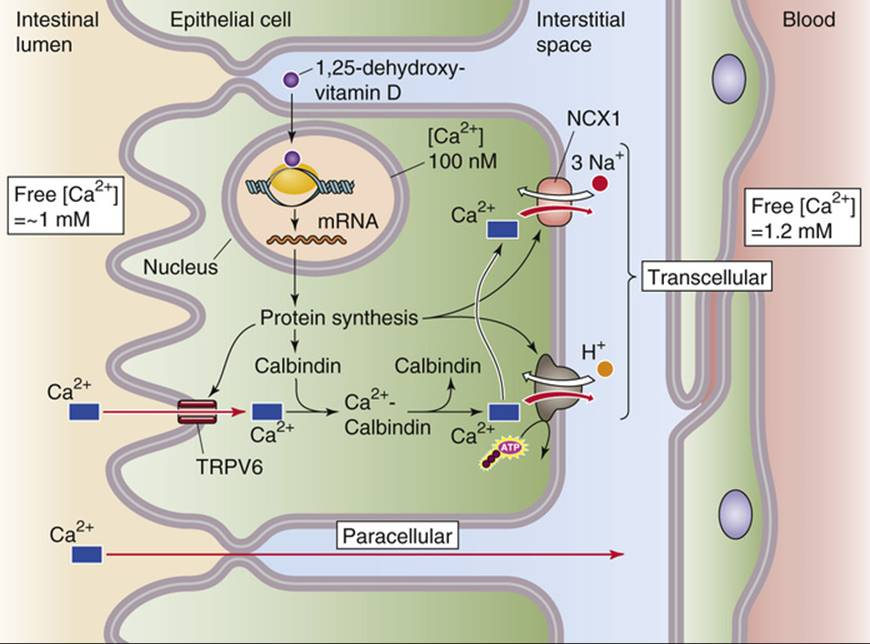 Intestinal
lumen
Epithelial cell
Interstitial
space
Blood
1,25-dehydroxy-
vitamin D
NCX1
[Ca2+]
100 nM
3 Na+
Free [Ca2+]
=~1 mM
Ca2+
Free [Ca2+]
=1.2 mM
mRNA
Nucleus
Transcellular
Protein synthesis
H+
Calbindin
Calbindin
Ca2+
Ca2+-
Calbindin
Ca2+
Ca2+
ATP
TRPV6
Ca2+
Paracellular